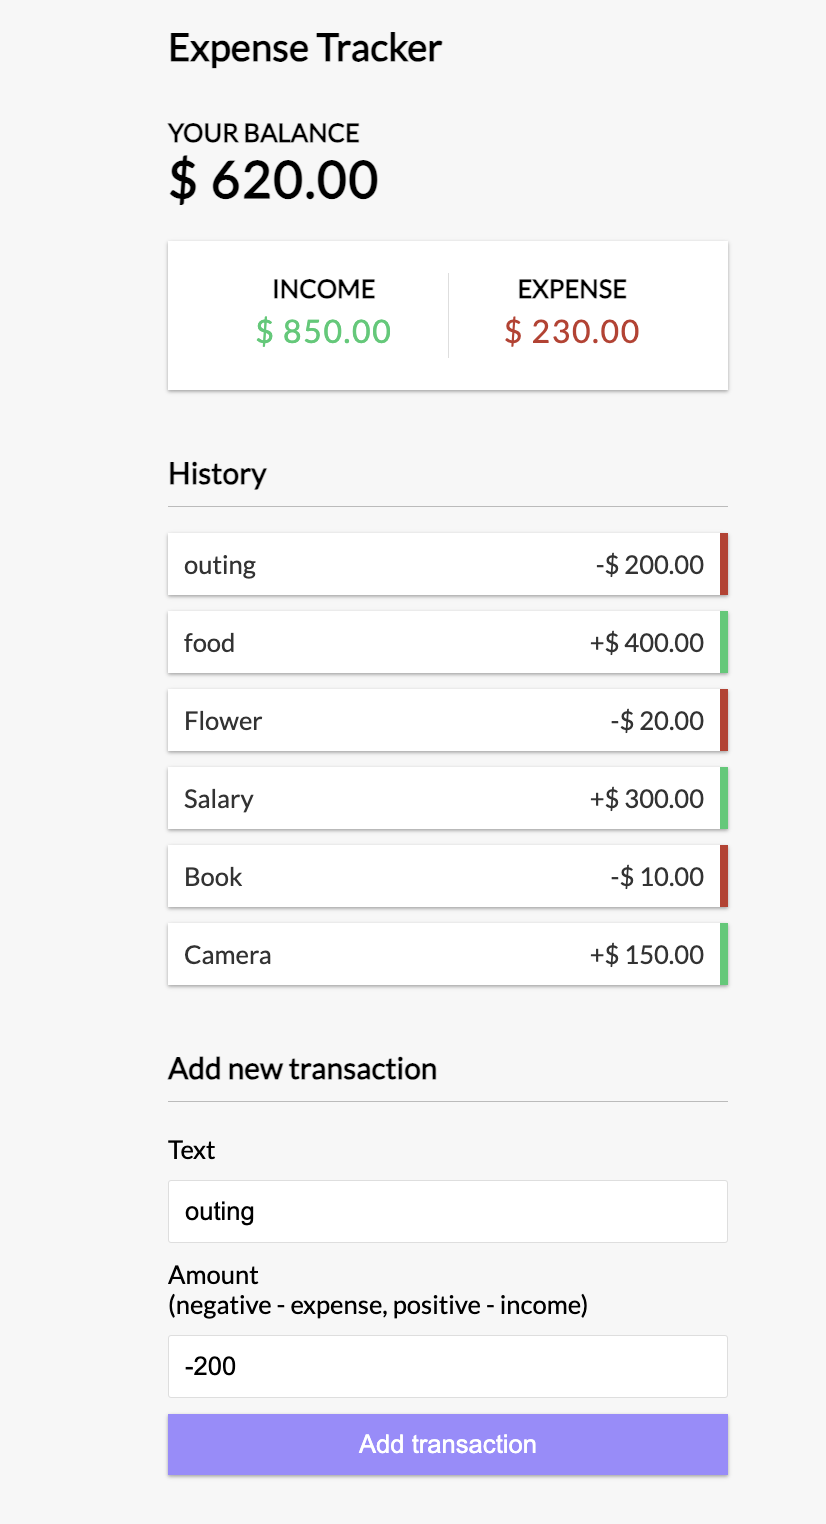 Expense Tracker
YOUR BALANCE
$ 620.00
INCOME
$ 850.00
EXPENSE
$ 230.00
History
outing -$ 200.00
food +$ 400.00
Flower -$ 20.00
Salary +$ 300.00
Book -$ 10.00
Camera +$ 150.00
Add new transaction
Text
outing
Amount
(negative - expense, positive - income)
-200
Add transaction